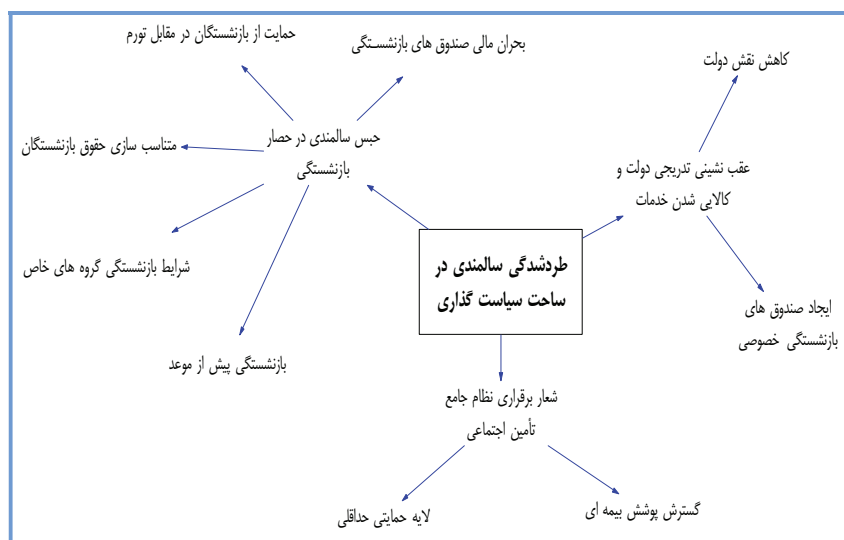 حمایت از بازنشستگان در مقابل تورم
بحران مالی صندوق های بازنشستگی
کاهش نقش دولت
متناسب سازی حقوق بازنشستگان
حبس سالمندی در حصار
بازنشستگی
عقب نشینی تدریجی دولت و
کالایی شدن خدمات
شرایط بازنشستگی گروه های خاص
طردشدگی سالمندی در
ساحت سیاست گذاری
ایجاد صندوق های
بازنشستگی خصوصی
بازنشستگی پیش از موعد
شعار برقراری نظام جامع
تأمین اجتماعی
لایه حمایتی حداقلی
گسترش پوشش بیمه ای